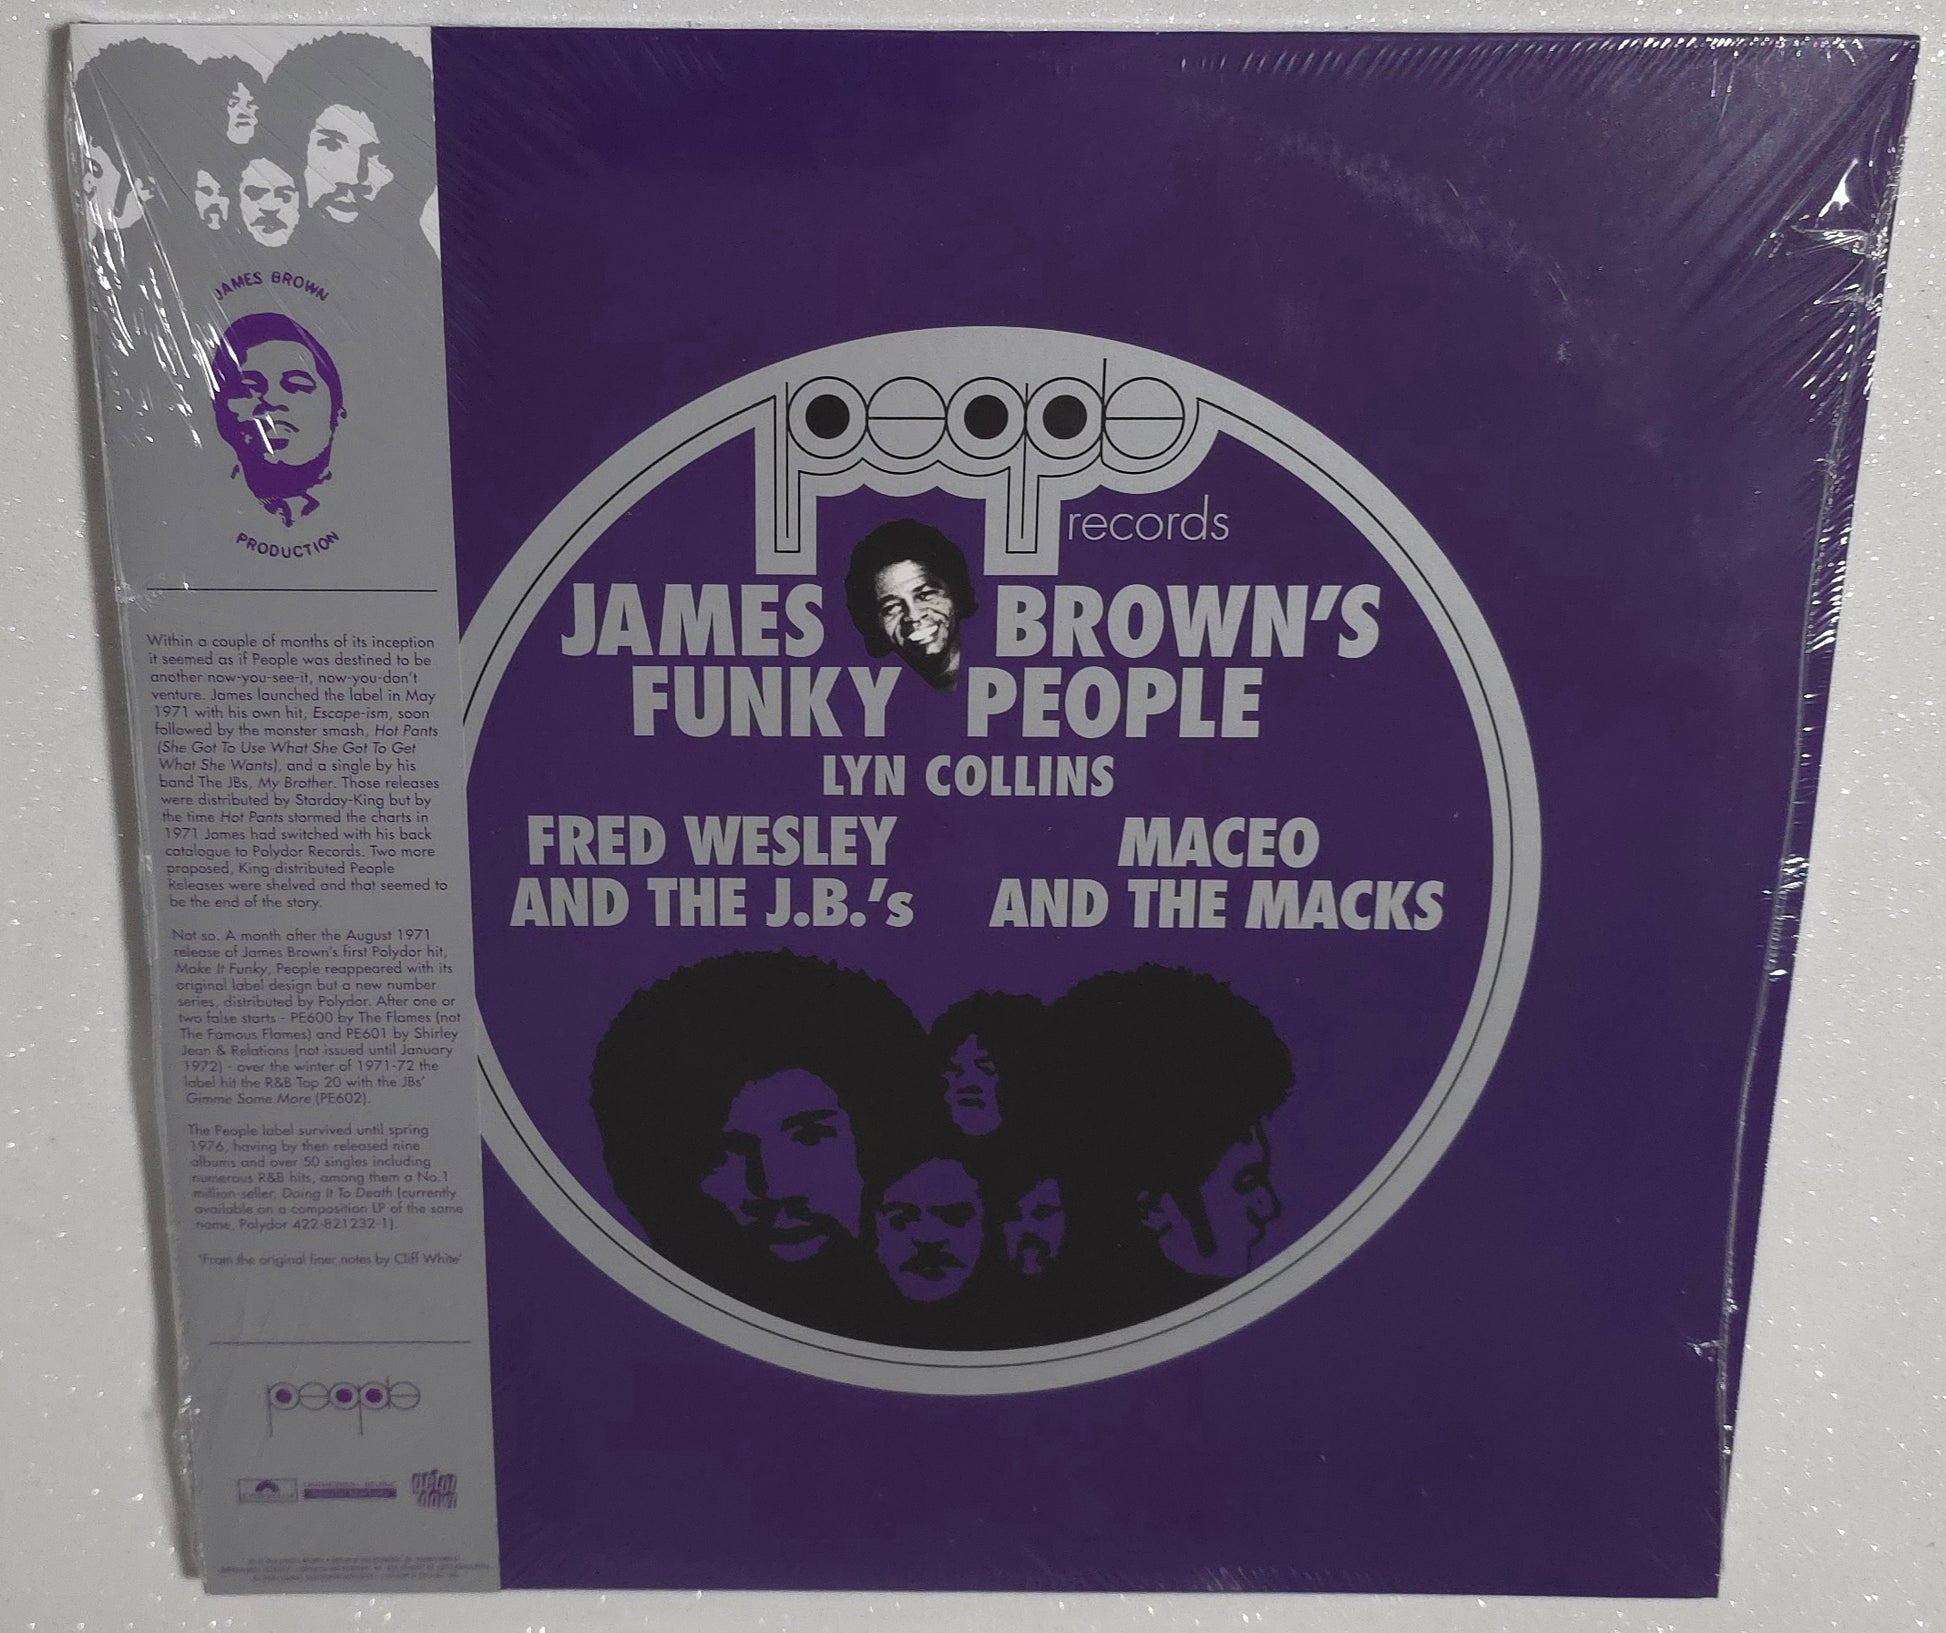 JAMES BROWN
PRODUCTION
Within a couple of months of its inception
it seemed as if People was destined to be
another now-you-see-it, now-you-don't
venture. James launched the label in May
1971 with his own hit, Escape-ism, soon
followed by the monster smash, Hot Pants
(She Got To Use What She Got To Get
What She Wants), and a single by his
band The JBs, My Brother. Those releases
were distributed by Starday-King but by
the time Hot Pants stormed the charts in
1971 James had switched with his back
catalogue to Polydor Records. Two more
proposed, King-distributed People
Releases were shelved and that seemed to
be the end of the story.
Not so. A month after the August 1971
release of James Brown's first Polydor hit,
Make It Funky, People reappeared with its
original label design but a new number
series, distributed by Polydor. After one or
two false starts - PE600 by The Flames (not
The Famous Flames) and PE601 by Shirley
Jean & Relations (not issued until January
1972) - over the winter of 1971-72 the
label hit the R&B Top 20 with the JBs'
Gimme Some More (PE602).
The People label survived until spring
1976, having by then released nine
albums and over 50 singles including
numerous R&B hits, among them a No.1
million-seller, Doing It To Death (currently
available on a composition LP of the same
name, Polydor 422-821232-1).
'From the original liner notes by Cliff White'
people
people
records
JAMES BROWN'S
FUNKY PEOPLE
LYN COLLINS
FRED WESLEY
AND THE J.B.'s
MACEO
AND THE MACKS